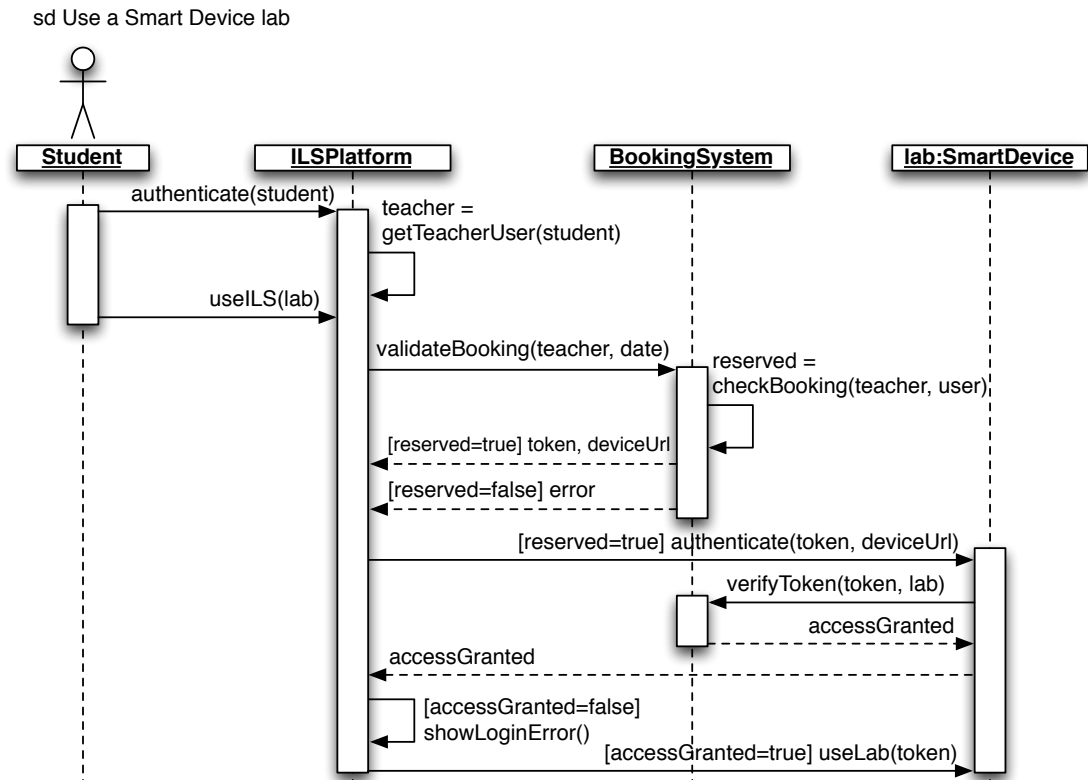 sd Use a Smart Device lab
Student
ILSPlatform
BookingSystem
lab:SmartDevice
authenticate(student)
teacher =
getTeacherUser(student)
useILS(lab)
validateBooking(teacher, date)
reserved =
checkBooking(teacher, user)
[reserved=true] token, deviceUrl
[reserved=false] error
[reserved=true] authenticate(token, deviceUrl)
verifyToken(token, lab)
accessGranted
accessGranted
[accessGranted=false]
showLoginError()
[accessGranted=true] useLab(token)